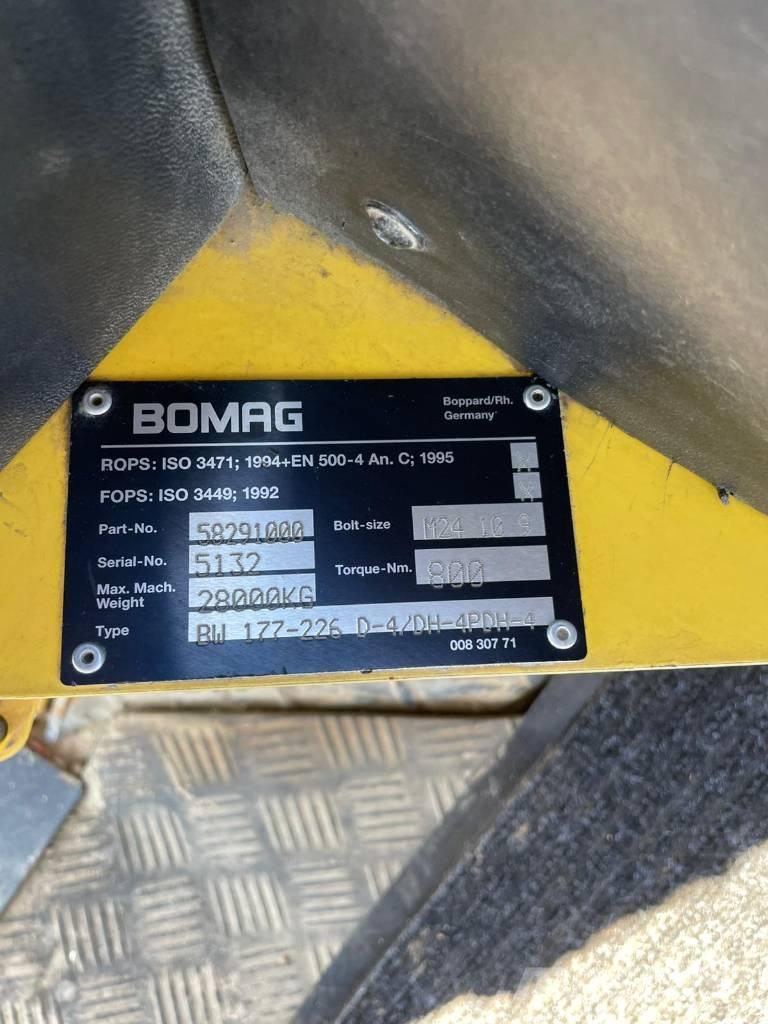 BOMAG
Boppard/Rh.
Germany
ROPS: ISO 3471; 1994+EN 500-4 An. C; 1995 X
FOPS: ISO 3449; 1992 X
Part-No. 58291000 Bolt-size M24 10 9
Serial-No. 5132 Torque-Nm. 800
Max. Mach.
Weight 28000KG
Type BW 177-226 D-4/DH-4PDH-4
008 307 71